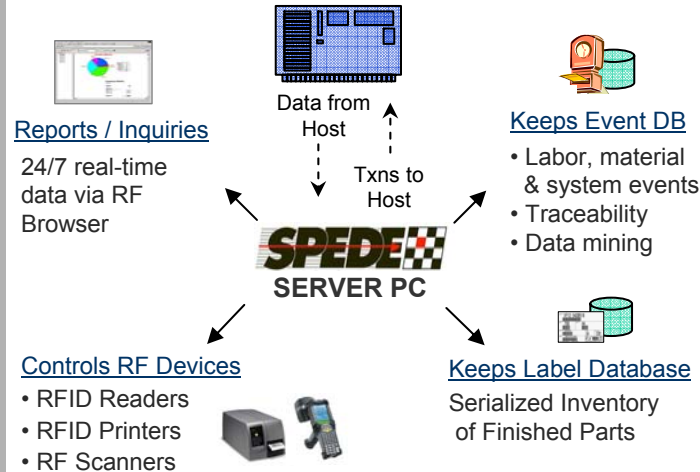 Data from
Host
Txns to
Host
Reports / Inquiries
24/7 real-time
data via RF
Browser
Keeps Event DB
• Labor, material
& system events
• Traceability
• Data mining
SPEDE
SERVER PC
Controls RF Devices
• RFID Readers
• RFID Printers
• RF Scanners
Keeps Label Database
Serialized Inventory
of Finished Parts